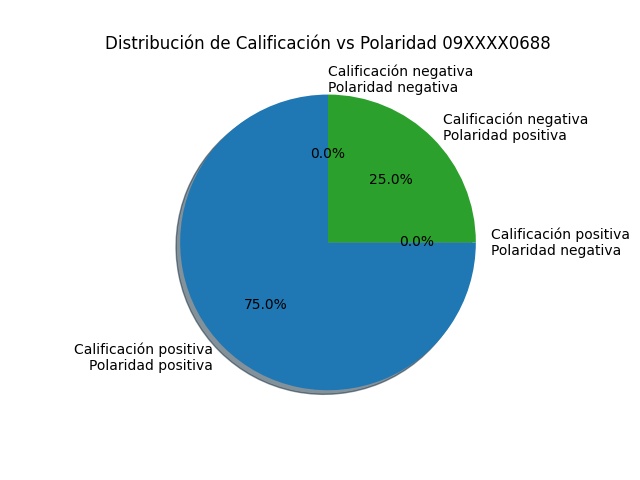 Distribución de Calificación vs Polaridad 09XXXX0688
Calificación negativa
Polaridad negativa
Calificación negativa
Polaridad positiva
0.0%
25.0%
Calificación positiva
Polaridad negativa
0.0%
75.0%
Calificación positiva
Polaridad positiva